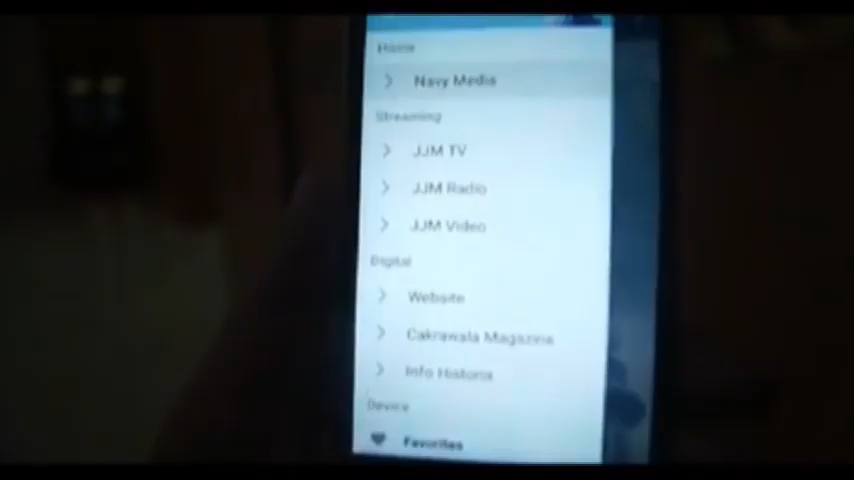 Home
Navy Media
Streaming
JJM TV
JJM Radio
JJM Video
Digital
Website
Cakrawala Magazine
Info Historia
Device
Favorites